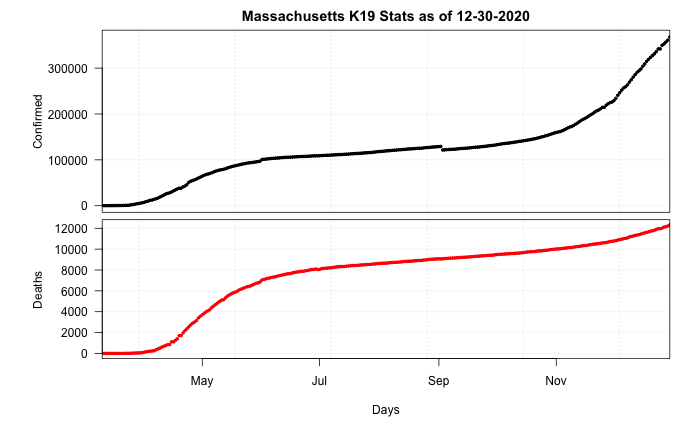 Massachusetts K19 Stats as of 12-30-2020
Confirmed
300000
200000
100000
0
Deaths
12000
10000
8000
6000
4000
2000
0
May Jul Sep Nov
Days